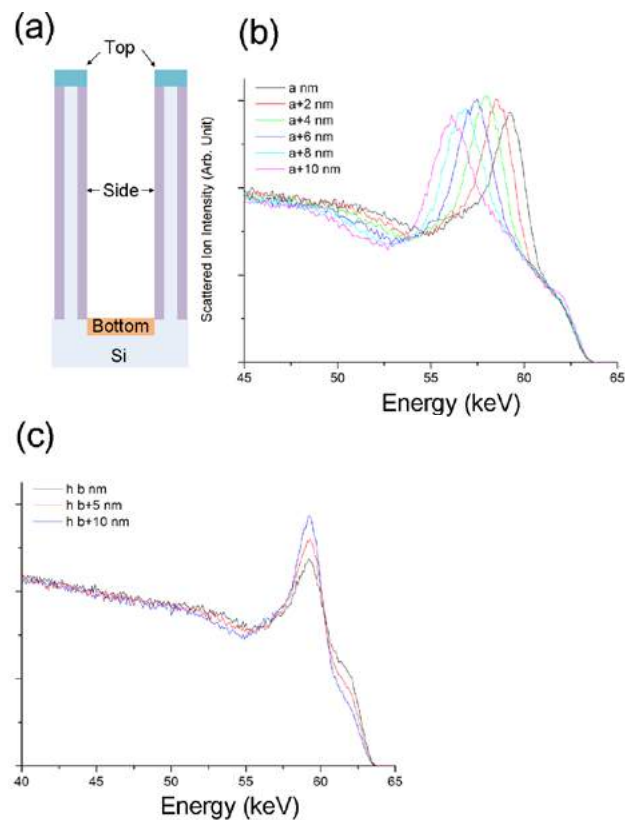 (a)
Top
Side
Bottom
Si
(b)
a nm
a+2 nm
a+4 nm
a+6 nm
a+8 nm
a+10 nm
Scattered Ion Intensity (Arb. Unit)
45 50 55 60 65
Energy (keV)
(c)
h b nm
h b+5 nm
h b+10 nm
40 45 50 55 60 65
Energy (keV)